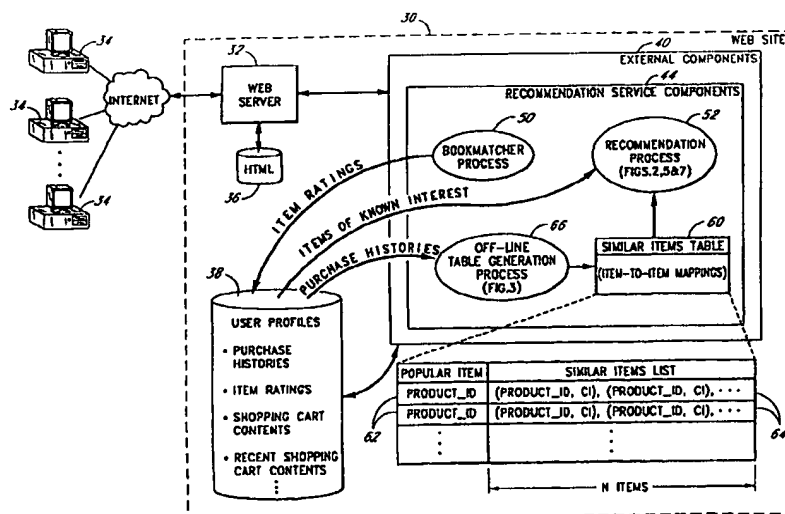 30
WEB SITE
34
34
34
INTERNET
32
WEB
SERVER
HTML
36
40
EXTERNAL COMPONENTS
44
RECOMMENDATION SERVICE COMPONENTS
50
BOOKMATCHER
PROCESS
52
RECOMMENDATION
PROCESS
(FIGS.2,5&7)
ITEM RATINGS
ITEMS OF KNOWN INTEREST
PURCHASE HISTORIES
66
OFF-LINE
TABLE GENERATION
PROCESS
(FIG.3)
60
SIMILAR ITEMS TABLE
(ITEM-TO-ITEM MAPPINGS)
38
USER PROFILES
• PURCHASE
HISTORIES
• ITEM RATINGS
• SHOPPING CART
CONTENTS
• RECENT SHOPPING
CART CONTENTS
POPULAR ITEM SIMILAR ITEMS LIST
PRODUCT_ID (PRODUCT_ID, CI), (PRODUCT_ID, CI), ···
PRODUCT_ID (PRODUCT_ID, CI), (PRODUCT_ID, CI), ···
62
64
N ITEMS